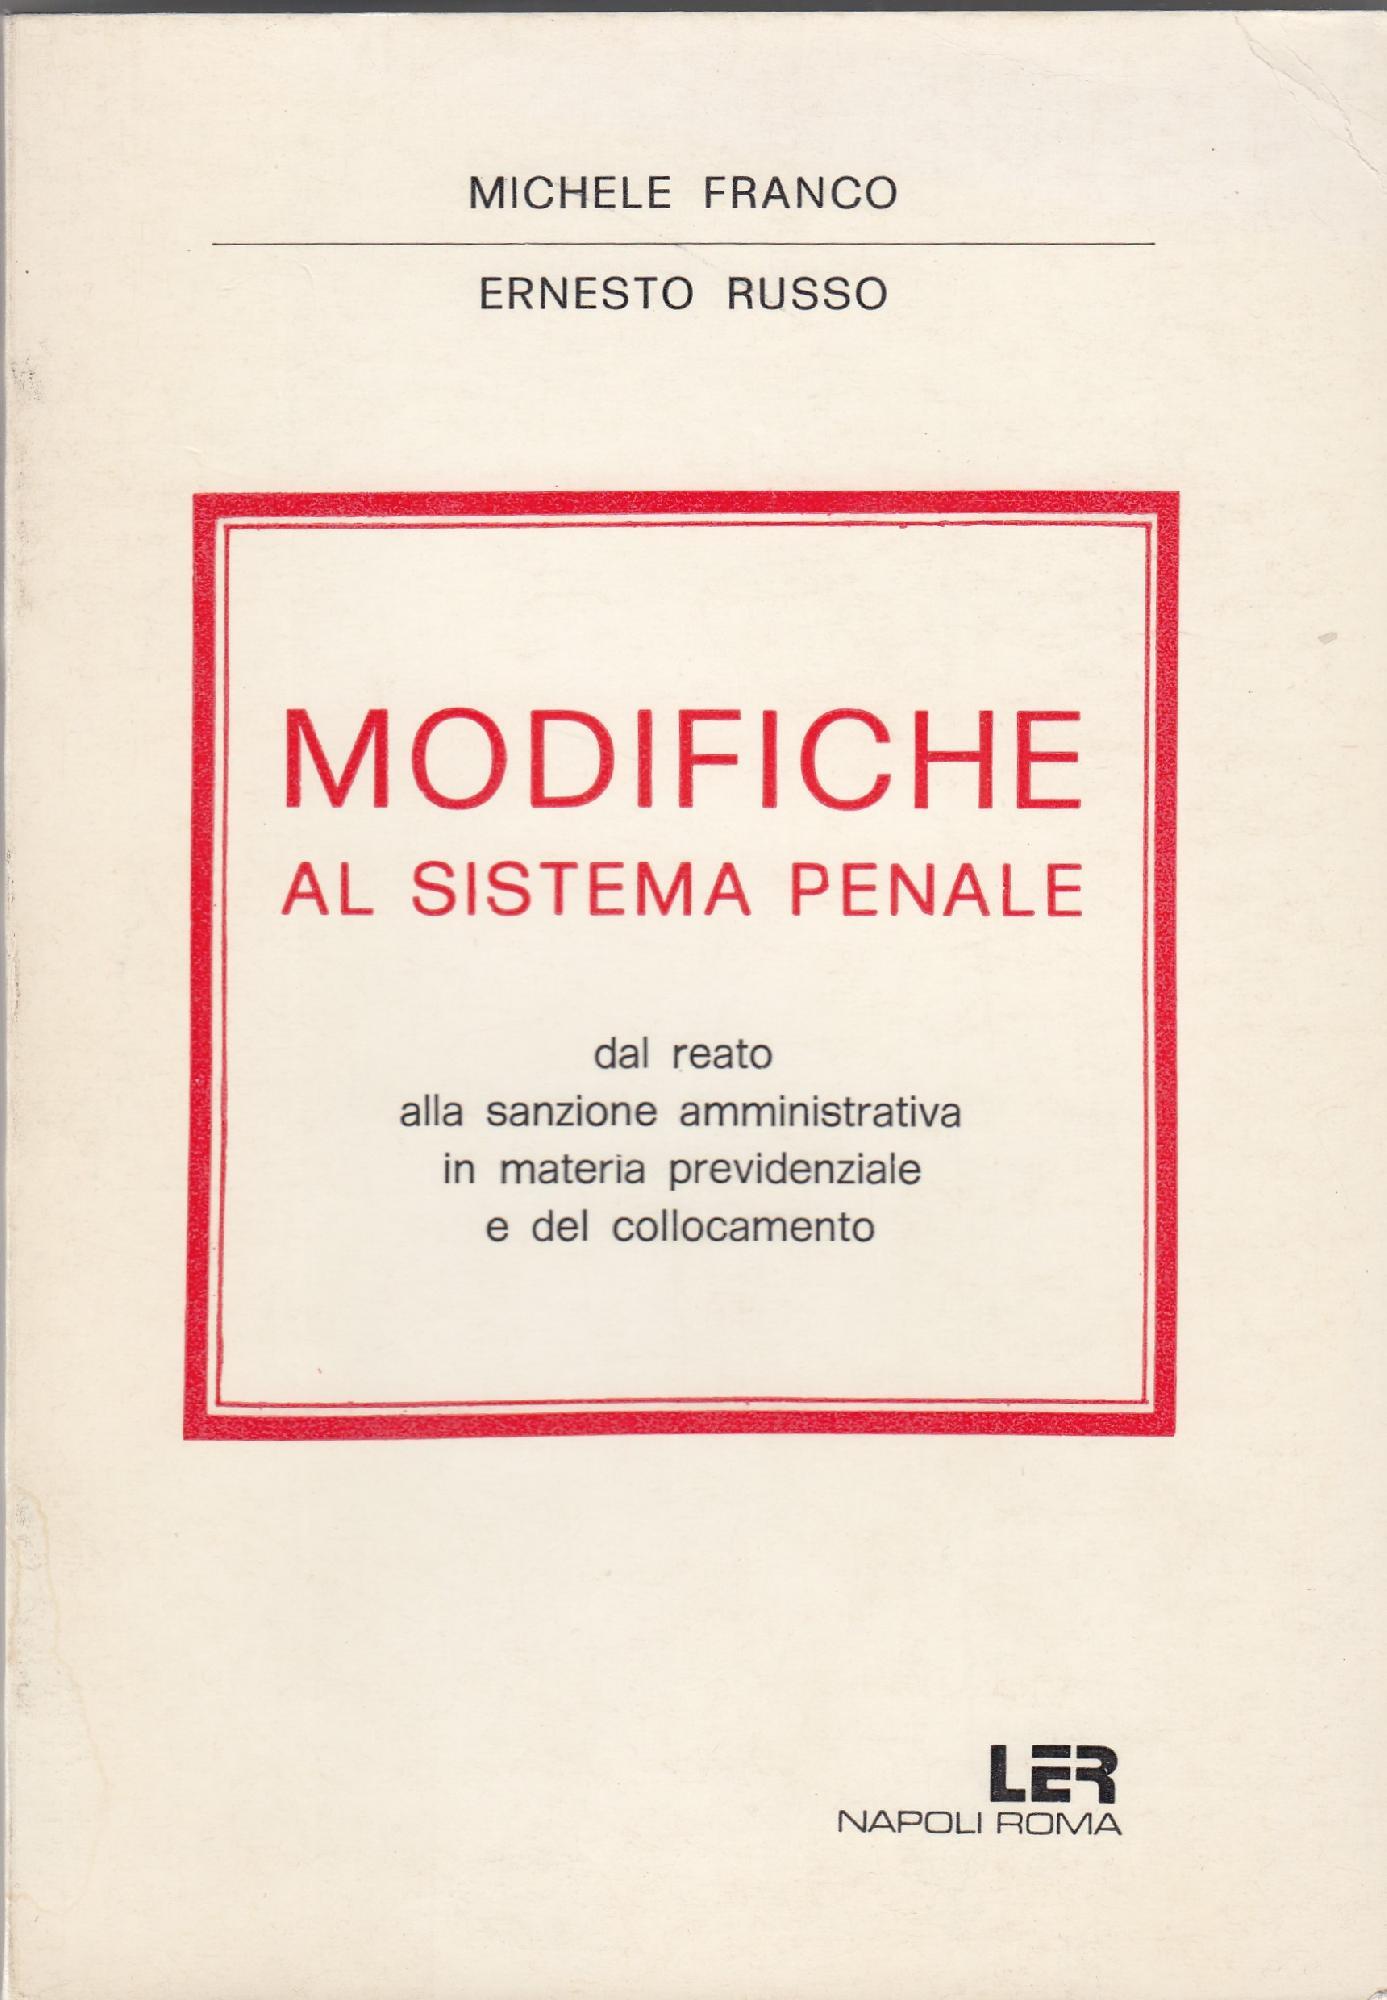 MICHELE FRANCO
ERNESTO RUSSO
MODIFICHE
AL SISTEMA PENALE
dal reato
alla sanzione amministrativa
in materia previdenziale
e del collocamento
LER
NAPOLI ROMA